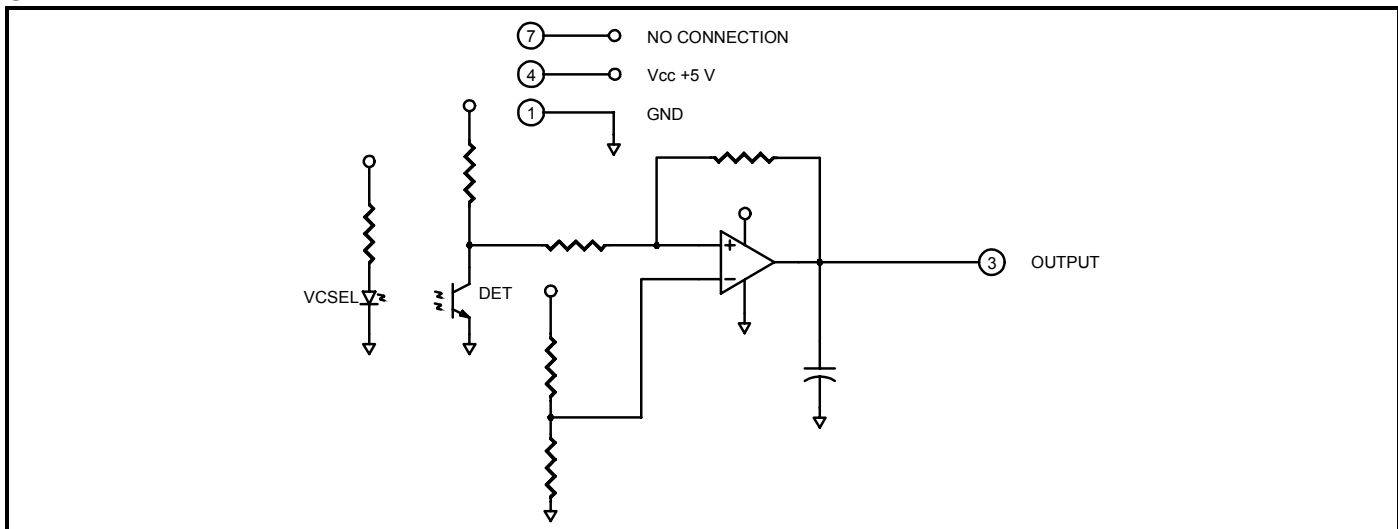 7 NO CONNECTION
4 Vcc +5 V
1 GND
+
−
3 OUTPUT
VCSEL
DET